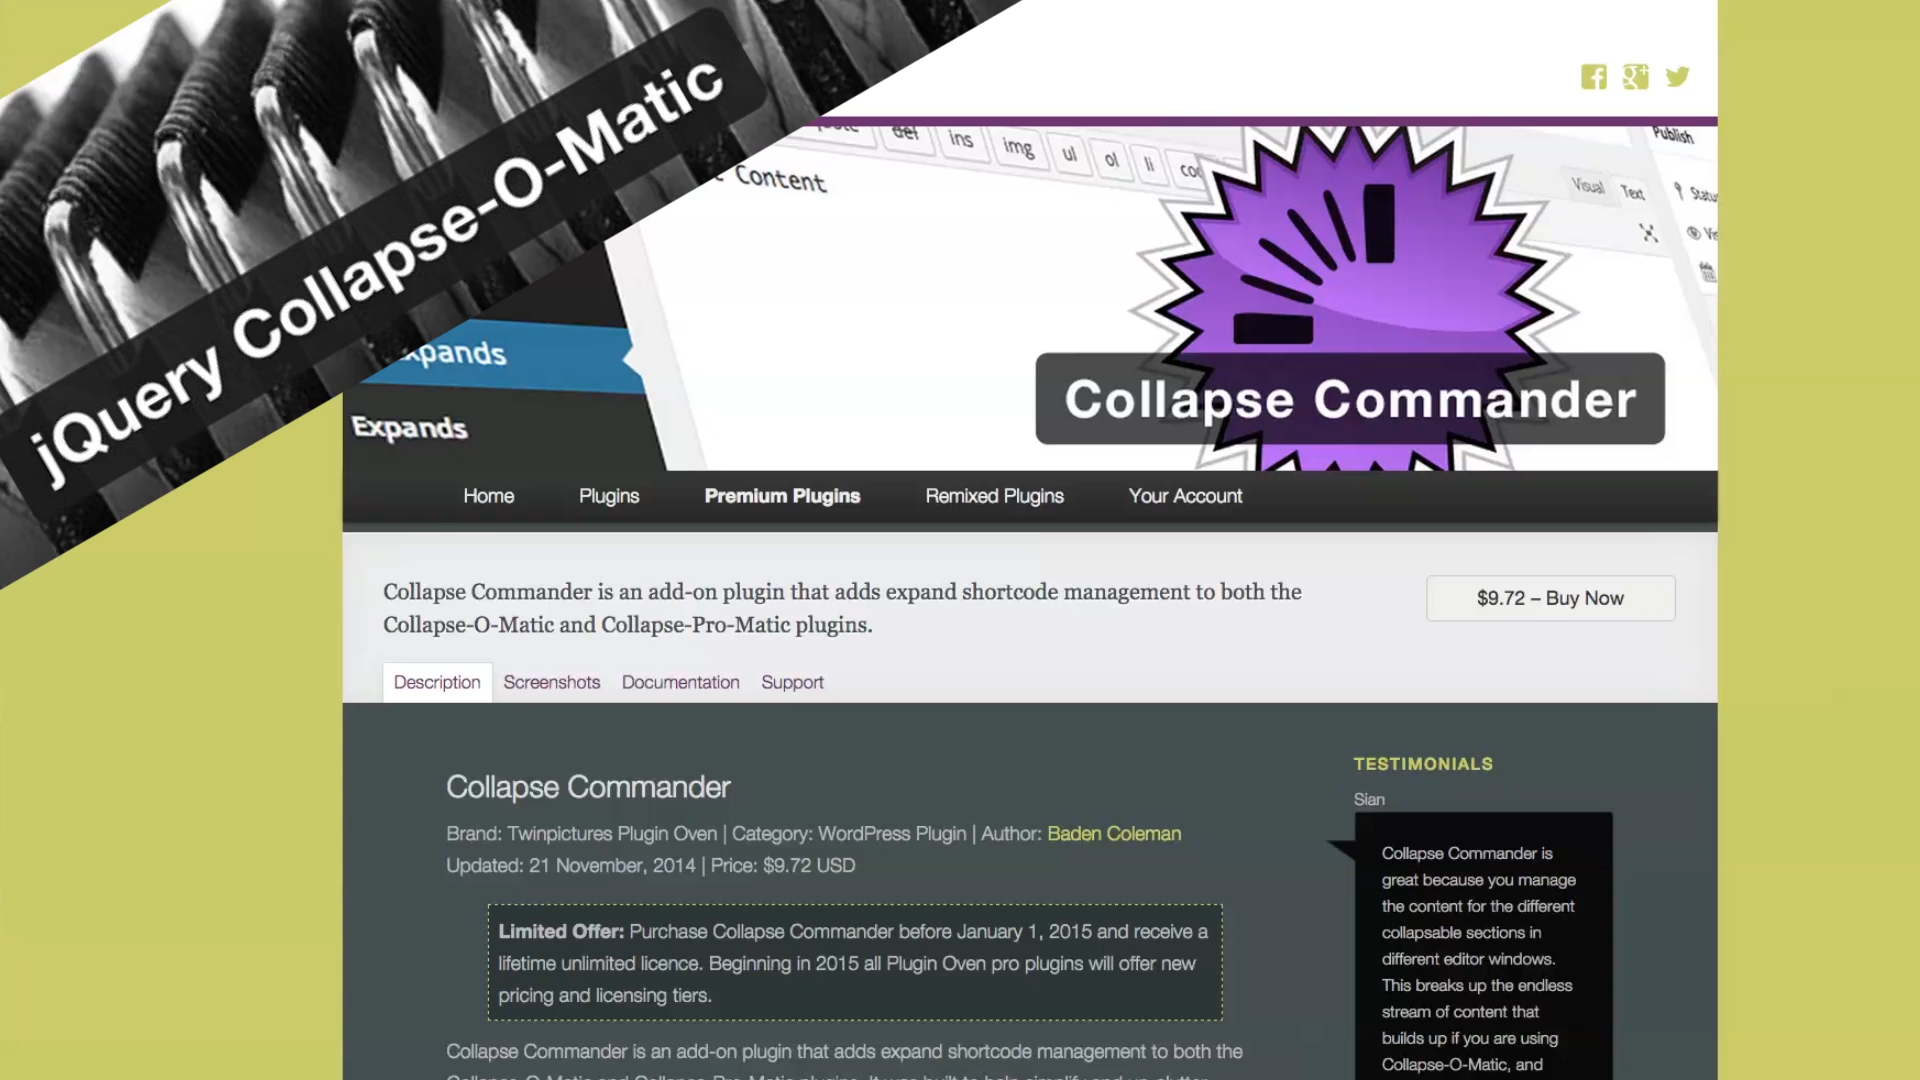 jQuery Collapse-O-Matic
def ins img ul ol li
Content
Visual Text
Publish
Expands
Collapse Commander
Home Plugins Premium Plugins Remixed Plugins Your Account
Collapse Commander is an add-on plugin that adds expand shortcode management to both the
Collapse-O-Matic and Collapse-Pro-Matic plugins.
$9.72 – Buy Now
Description Screenshots Documentation Support
Collapse Commander
Brand: Twinpictures Plugin Oven | Category: WordPress Plugin | Author: Baden Coleman
Updated: 21 November, 2014 | Price: $9.72 USD
Limited Offer: Purchase Collapse Commander before January 1, 2015 and receive a
lifetime unlimited licence. Beginning in 2015 all Plugin Oven pro plugins will offer new
pricing and licensing tiers.
Collapse Commander is an add-on plugin that adds expand shortcode management to both the
TESTIMONIALS
Sian
Collapse Commander is
great because you manage
the content for the different
collapsable sections in
different editor windows.
This breaks up the endless
stream of content that
builds up if you are using
Collapse-O-Matic, and